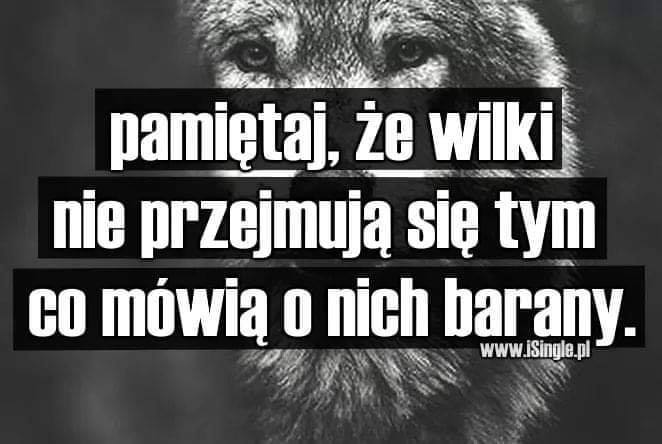 pamiętaj, że wilki
nie przejmują się tym
co mówią o nich barany.
www.iSingle.pl